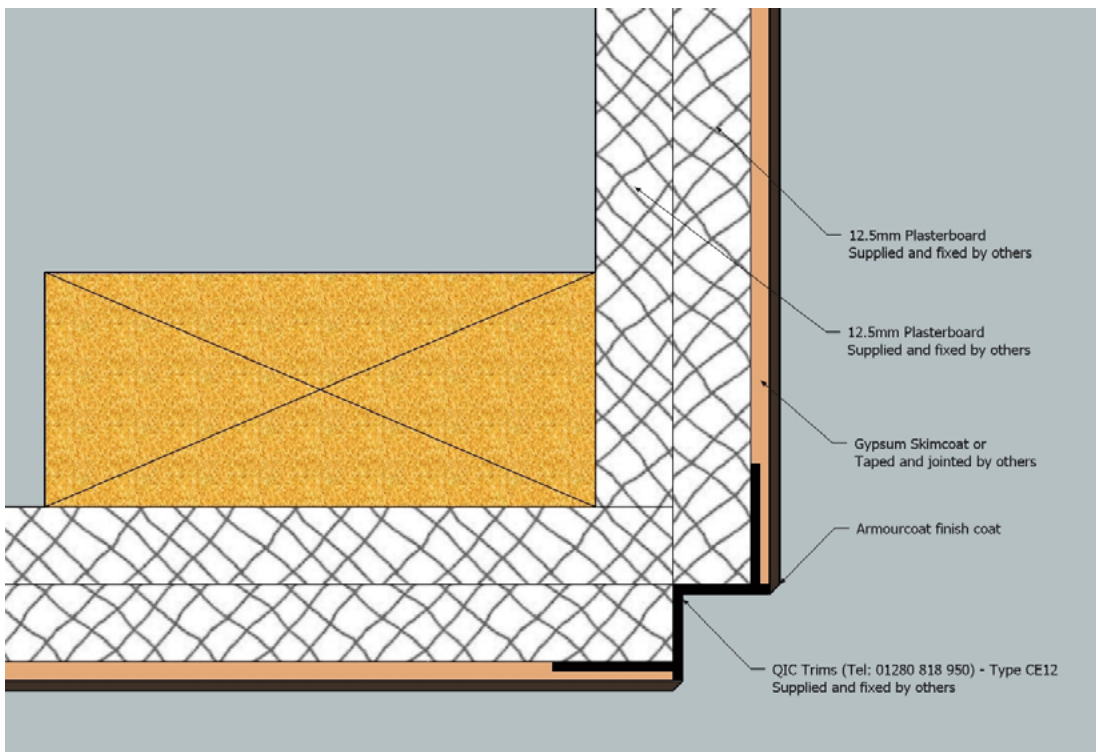 12.5mm Plasterboard
Supplied and fixed by others
12.5mm Plasterboard
Supplied and fixed by others
Gypsum Skimcoat or
Taped and jointed by others
Armourcoat finish coat
QIC Trims (Tel: 01280 818 950) - Type CE12
Supplied and fixed by others